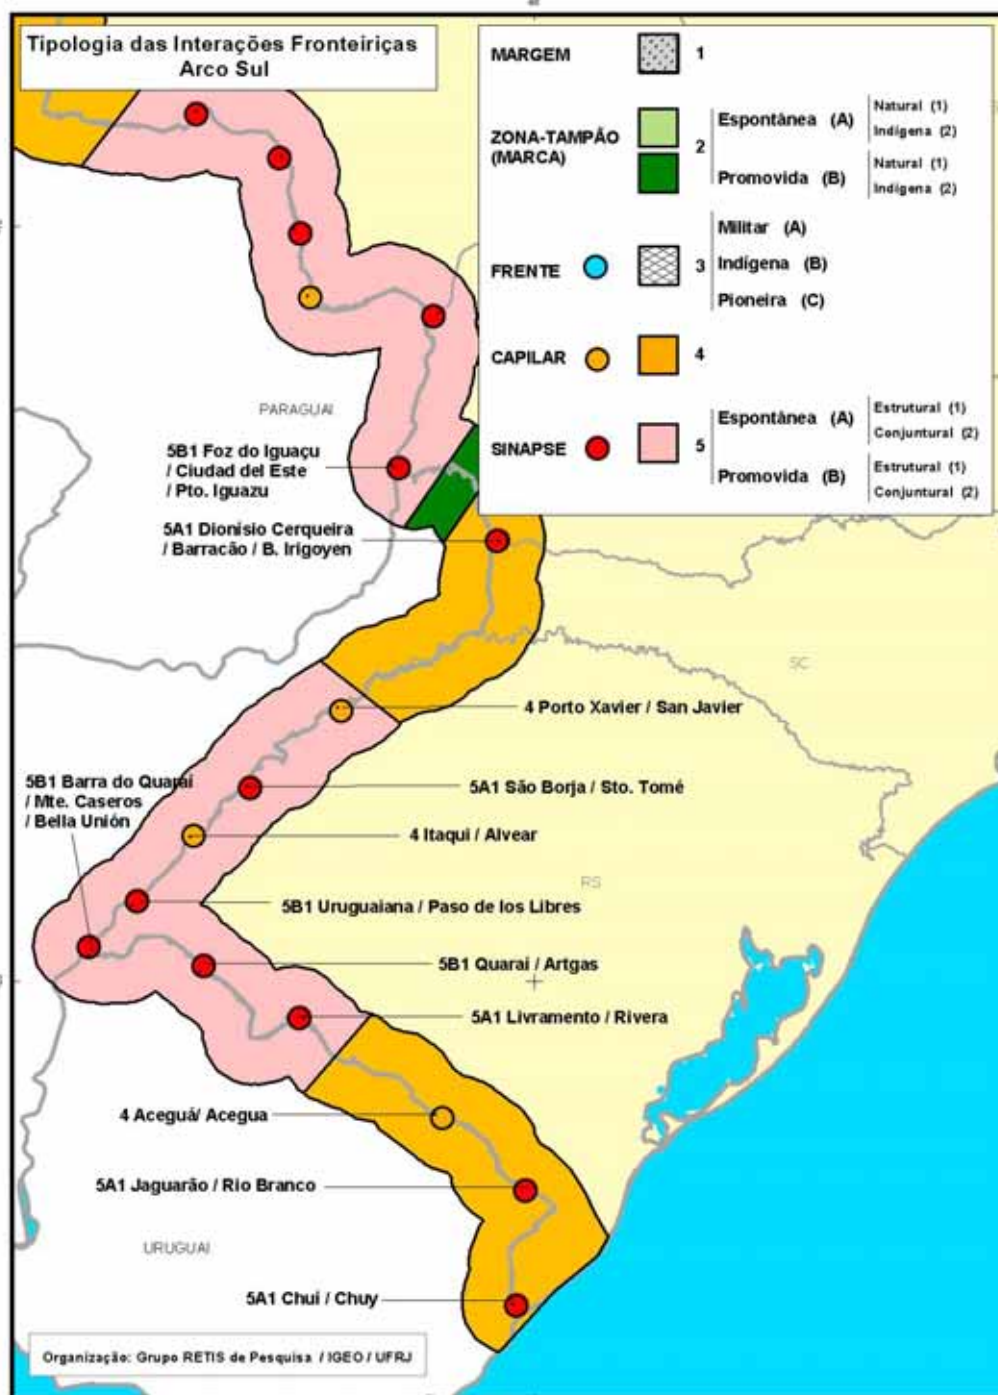 Tipologia das Interações Fronteiriças
Arco Sul
MARGEM 1
ZONA-TAMPÃO
(MARCA)
2
Espontânea (A)
Natural (1)
Indígena (2)
Promovida (B)
Natural (1)
Indígena (2)
FRENTE 3
Militar (A)
Indígena (B)
Pioneira (C)
CAPILAR 4
SINAPSE 5
Espontânea (A)
Estrutural (1)
Conjuntural (2)
Promovida (B)
Estrutural (1)
Conjuntural (2)
PARAGUAI
5B1 Foz do Iguaçu
/ Ciudad del Este
/ Pto. Iguazu
5A1 Dionísio Cerqueira
/ Barracão / B. Irigoyen
SC
4 Porto Xavier / San Javier
5B1 Barra do Quaraí
/ Mte. Caseros
/ Bella Unión
5A1 São Borja / Sto. Tomé
4 Itaqui / Alvear
RS
5B1 Uruguaiana / Paso de los Libres
5B1 Quaraí / Artgas
5A1 Livramento / Rivera
4 Aceguá/ Acegua
5A1 Jaguarão / Rio Branco
URUGUAI
5A1 Chuí / Chuy
Organização: Grupo RETIS de Pesquisa / IGEO / UFRJ